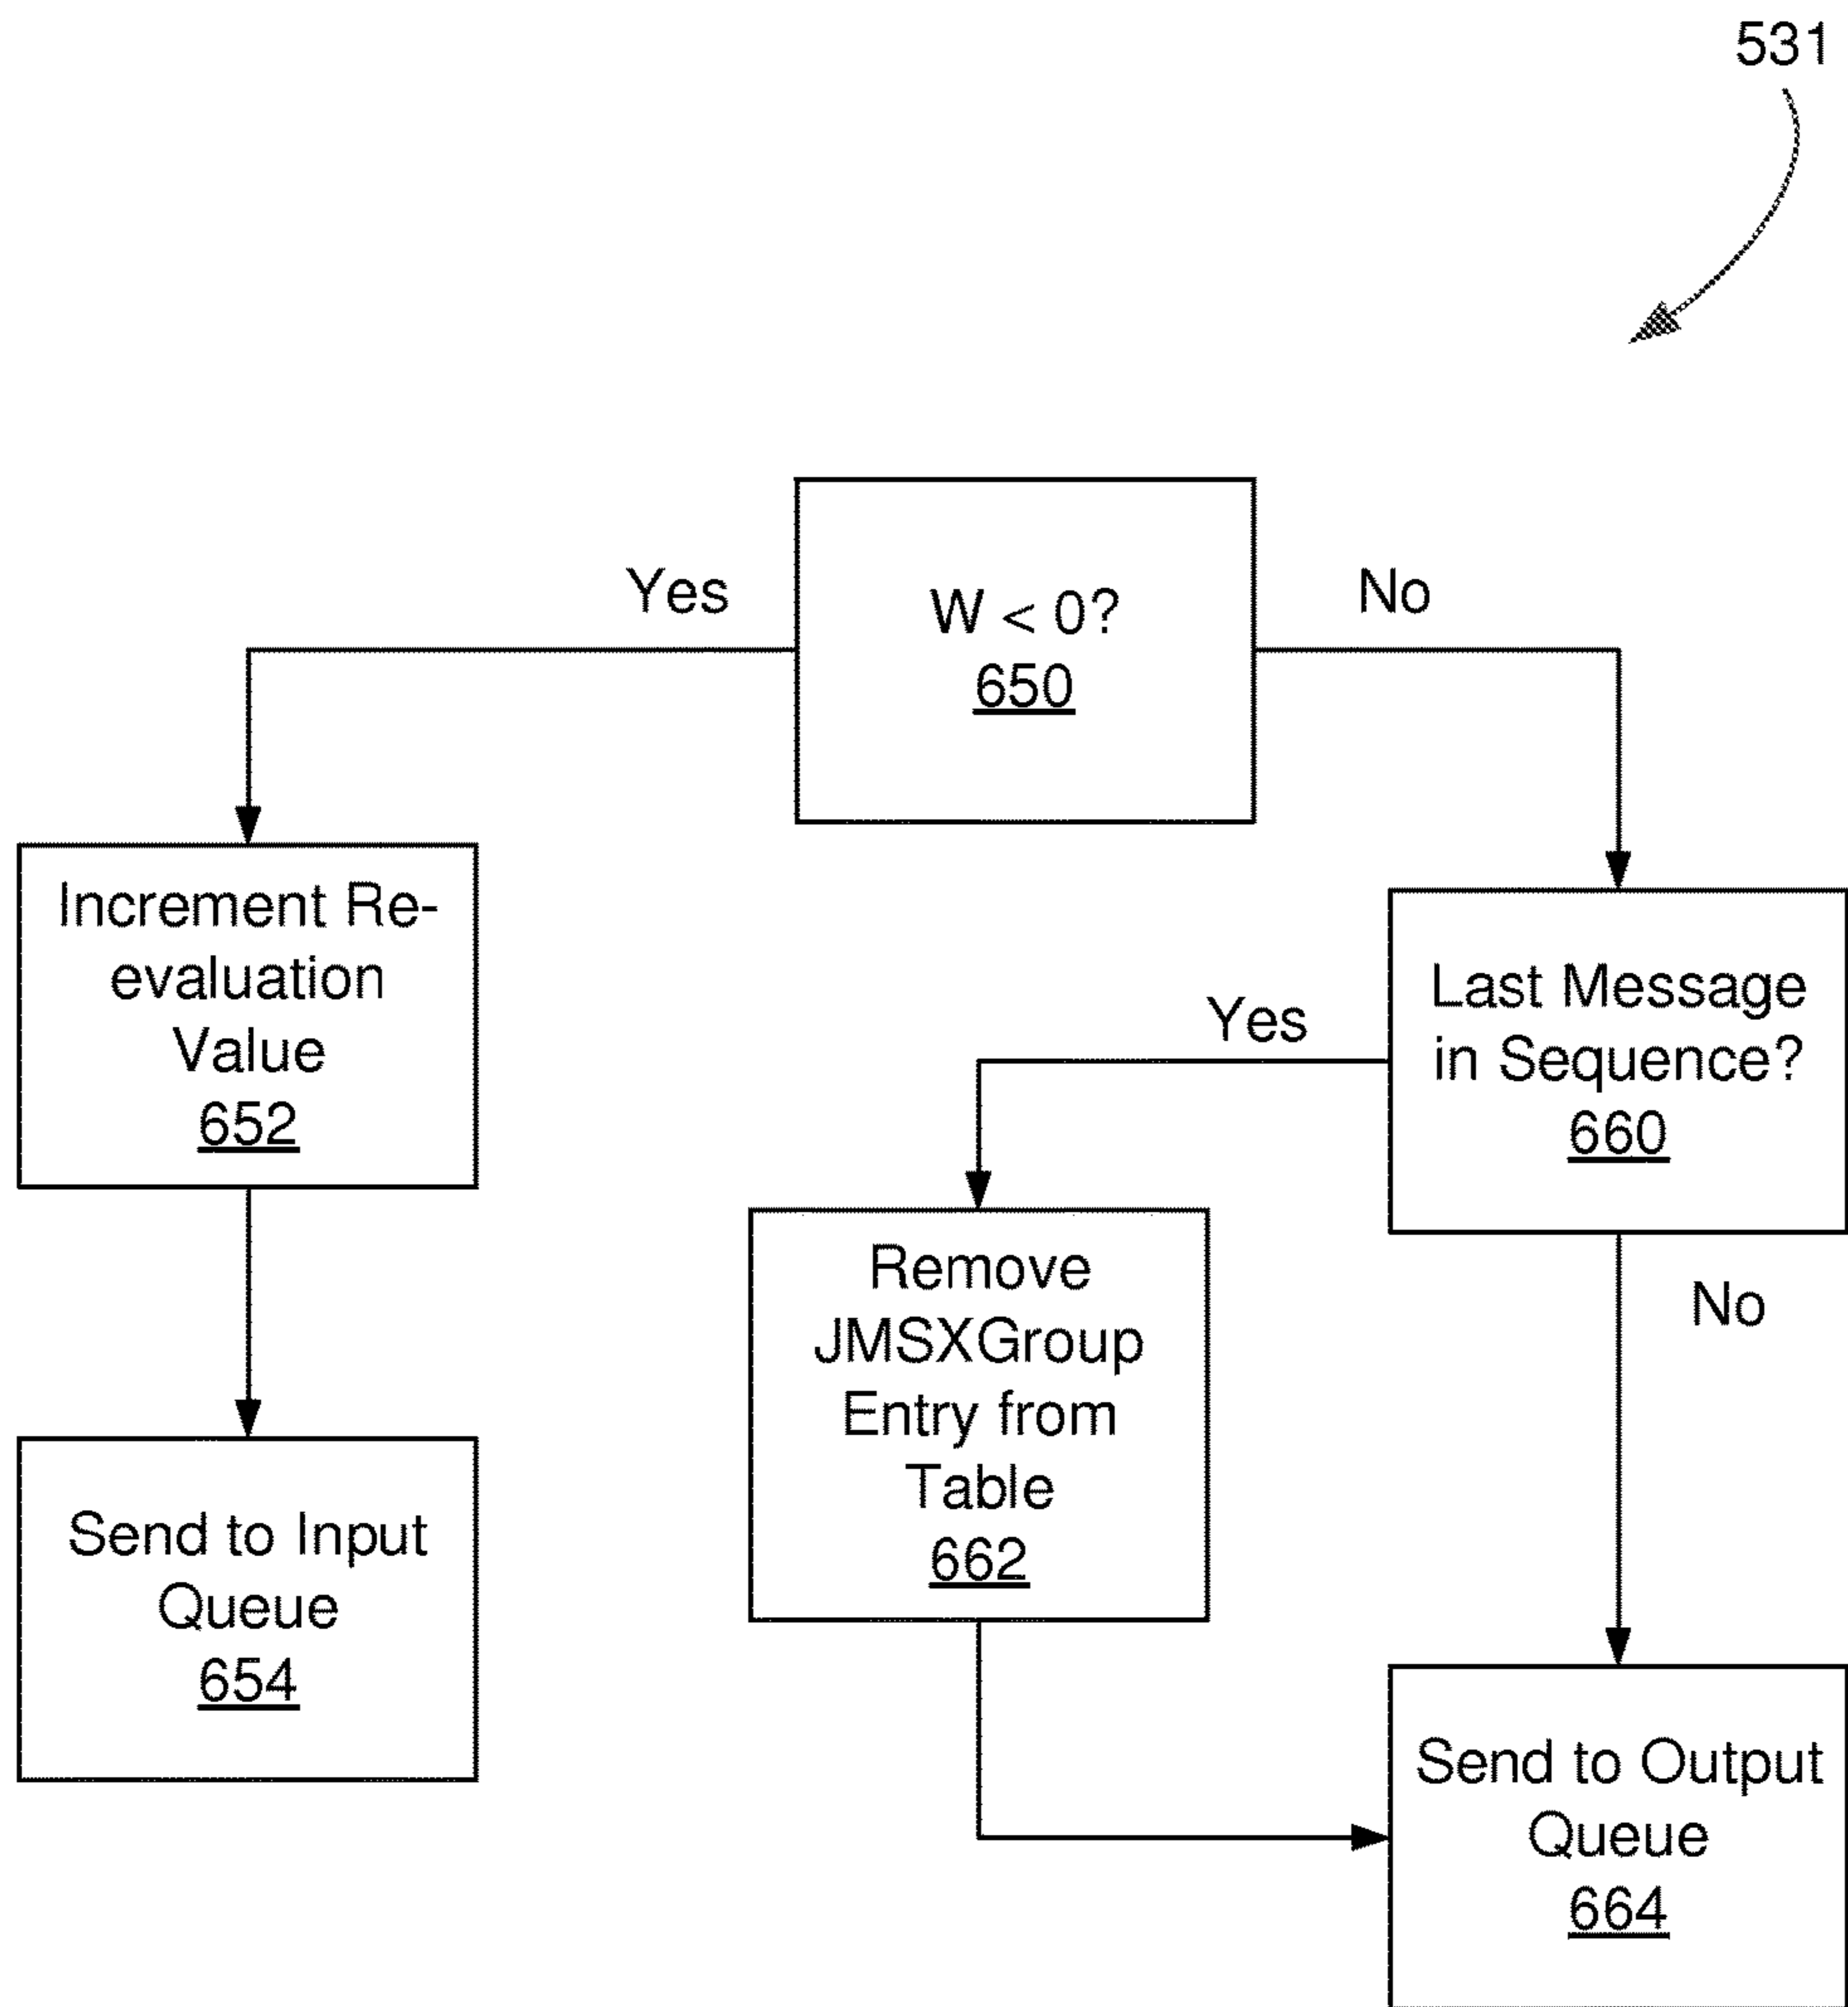 531
Yes
W < 0?
650
No
Increment Re-
evaluation
Value
652
Last Message
in Sequence?
660
Yes
Remove
JMSXGroup
Entry from
Table
662
No
Send to Input
Queue
654
Send to Output
Queue
664